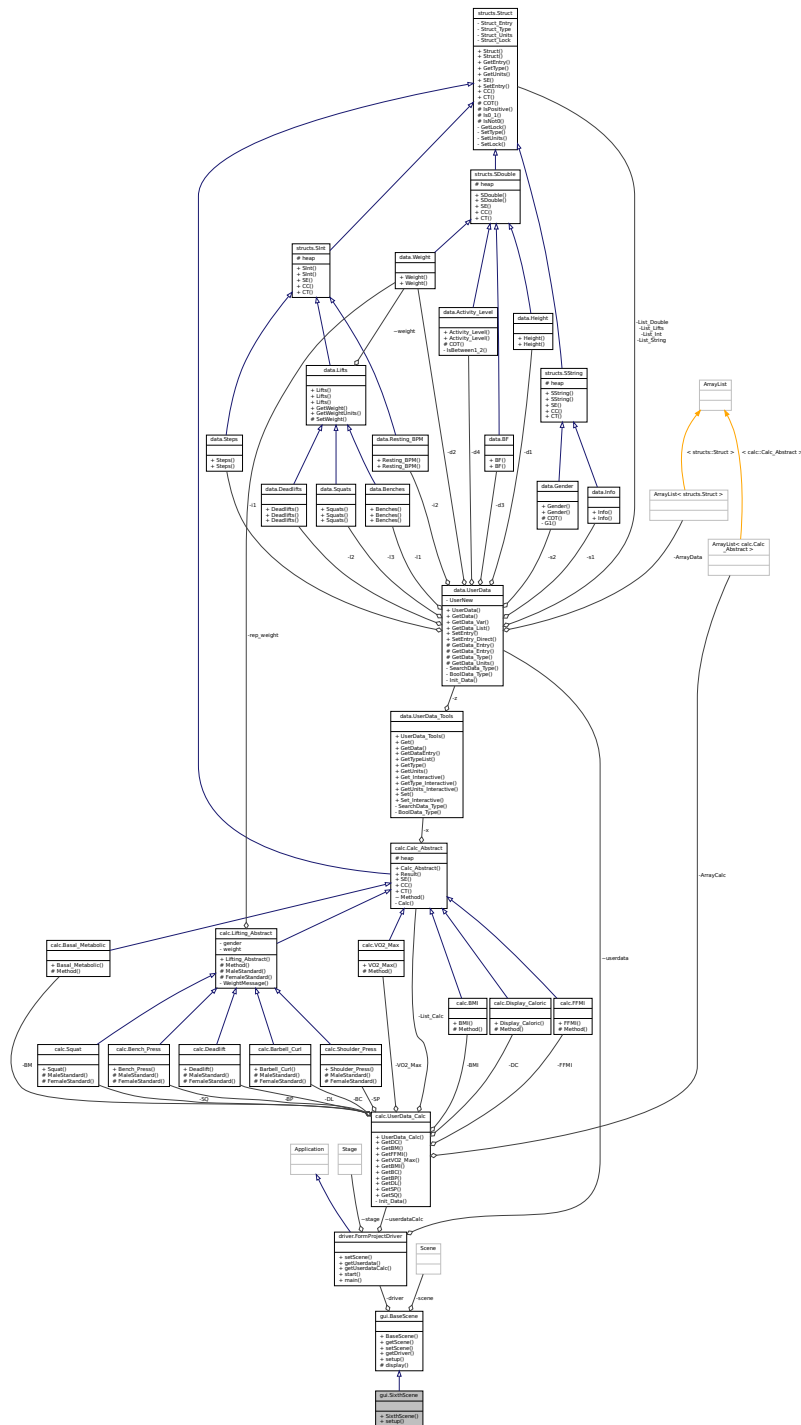 structs.Struct
- Struct_Entry
- Struct_Type
- Struct_Units
- Struct_Lock
+ Struct()
+ Struct()
+ GetEntry()
+ GetType()
+ GetUnits()
+ SE()
+ SetEntry()
+ CC()
+ CT()
# COT()
# IsPositive()
# Is0_1()
# IsNot0()
- GetLock()
- SetType()
- SetUnits()
- SetLock()
structs.SDouble
# heap
+ SDouble()
+ SDouble()
+ SE()
+ CC()
+ CT()
structs.SInt
# heap
+ SInt()
+ SInt()
+ SE()
+ CC()
+ CT()
data.Weight
+ Weight()
+ Weight()
data.Activity_Level
+ Activity_Level()
+ Activity_Level()
# COT()
- IsBetween1_2()
data.Height
+ Height()
+ Height()
-List_Double
-List_Lifts
-List_Int
-List_String
~weight
data.Lifts
+ Lifts()
+ Lifts()
+ Lifts()
+ GetWeight()
+ GetWeightUnits()
# SetWeight()
structs.SString
# heap
+ SString()
+ SString()
+ SE()
+ CC()
+ CT()
ArrayList
data.Steps
+ Steps()
+ Steps()
data.Resting_BPM
+ Resting_BPM()
+ Resting_BPM()
data.BF
+ BF()
+ BF()
-d2
-d4
-d1
< structs::Struct >
< calc::Calc_Abstract >
data.Deadlifts
+ Deadlifts()
+ Deadlifts()
+ Deadlifts()
data.Squats
+ Squats()
+ Squats()
+ Squats()
data.Benches
+ Benches()
+ Benches()
+ Benches()
data.Gender
+ Gender()
+ Gender()
# COT()
- G1()
data.Info
+ Info()
+ Info()
ArrayList< structs.Struct >
ArrayList< calc.Calc
_Abstract >
-i1
-i2
-d3
-l2
-l3
-l1
-s2
-s1
-ArrayData
data.UserData
- UserNew
+ UserData()
+ GetData()
+ GetData_Var()
+ GetData_List()
+ SetEntry()
+ SetEntry_Direct()
# GetData_Entry()
# GetData_Entry()
# GetData_Type()
# GetData_Units()
- SearchData_Type()
- BoolData_Type()
- Init_Data()
-rep_weight
-z
data.UserData_Tools
+ UserData_Tools()
+ Get()
+ GetData()
+ GetDataEntry()
+ GetTypeList()
+ GetType()
+ GetUnits()
+ Get_Interactive()
+ GetType_Interactive()
+ GetUnits_Interactive()
+ Set()
+ Set_Interactive()
- SearchData_Type()
- BoolData_Type()
-x
calc.Calc_Abstract
# heap
+ Calc_Abstract()
+ Result()
+ SE()
+ CC()
+ CT()
~ Method()
- Calc()
-ArrayCalc
calc.Basal_Metabolic
+ Basal_Metabolic()
# Method()
calc.Lifting_Abstract
- gender
- weight
+ Lifting_Abstract()
# Method()
# MaleStandard()
# FemaleStandard()
- WeightMessage()
calc.VO2_Max
+ VO2_Max()
# Method()
~userdata
-List_Calc
calc.BMI
+ BMI()
# Method()
calc.Display_Caloric
+ Display_Caloric()
# Method()
calc.FFMI
+ FFMI()
# Method()
calc.Squat
+ Squat()
# MaleStandard()
# FemaleStandard()
calc.Bench_Press
+ Bench_Press()
# MaleStandard()
# FemaleStandard()
calc.Deadlift
+ Deadlift()
# MaleStandard()
# FemaleStandard()
calc.Barbell_Curl
+ Barbell_Curl()
# MaleStandard()
# FemaleStandard()
calc.Shoulder_Press
+ Shoulder_Press()
# MaleStandard()
# FemaleStandard()
-BM
-VO2_Max
-BMI
-DC
-FFMI
-SQ
-BP
-DL
-BC
-SP
calc.UserData_Calc
+ UserData_Calc()
+ GetDC()
+ GetBM()
+ GetFFMI()
+ GetVO2_Max()
+ GetBMI()
+ GetBC()
+ GetBP()
+ GetDL()
+ GetSP()
+ GetSQ()
- Init_Data()
Application
Stage
~stage
~userdataCalc
driver.FormProjectDriver
+ setScene()
+ getUserdata()
+ getUserdataCalc()
+ start()
+ main()
Scene
-driver
-scene
gui.BaseScene
+ BaseScene()
+ getScene()
+ setScene()
+ getDriver()
+ setup()
# display()
gui.SixthScene
+ SixthScene()
+ setup()